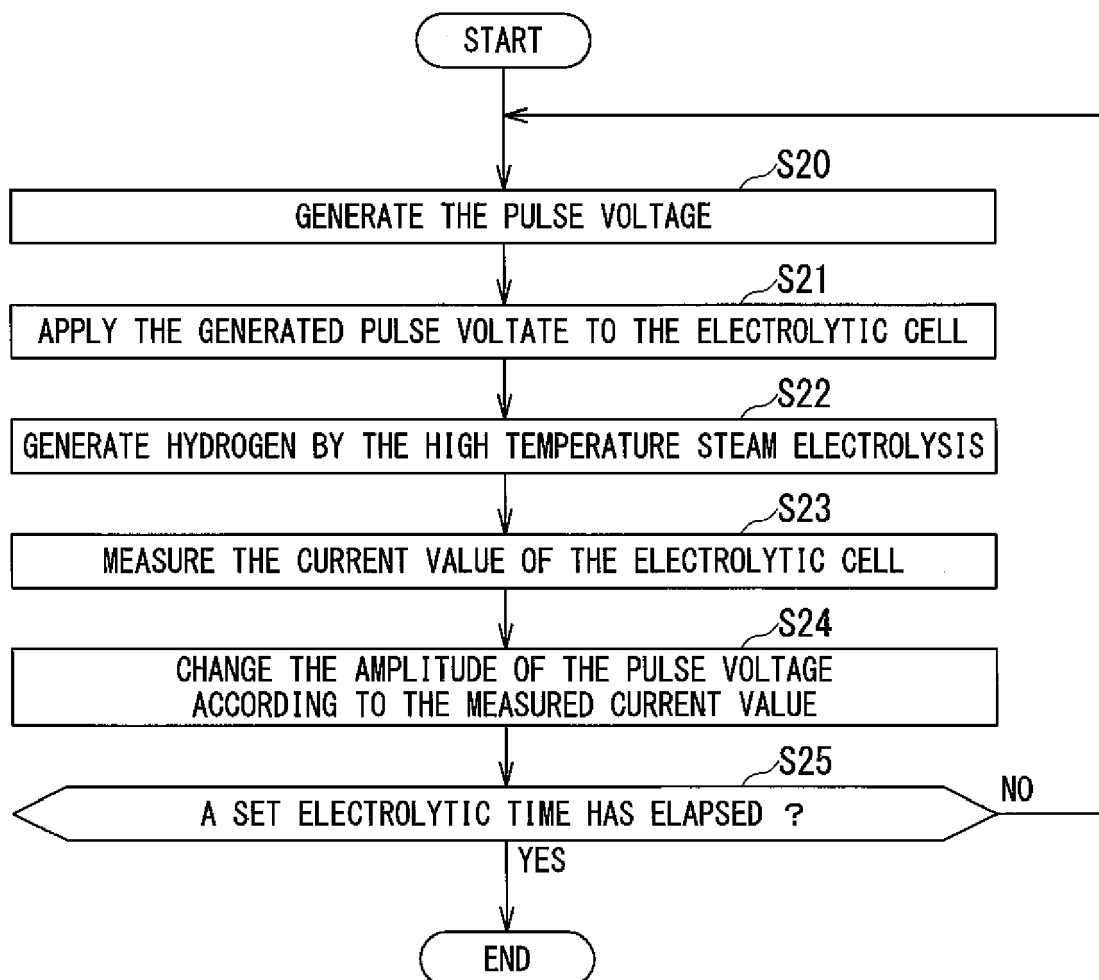 START
S20
GENERATE THE PULSE VOLTAGE
S21
APPLY THE GENERATED PULSE VOLTATE TO THE ELECTROLYTIC CELL
S22
GENERATE HYDROGEN BY THE HIGH TEMPERATURE STEAM ELECTROLYSIS
S23
MEASURE THE CURRENT VALUE OF THE ELECTROLYTIC CELL
S24
CHANGE THE AMPLITUDE OF THE PULSE VOLTAGE
ACCORDING TO THE MEASURED CURRENT VALUE
S25
A SET ELECTROLYTIC TIME HAS ELAPSED ?
NO
YES
END